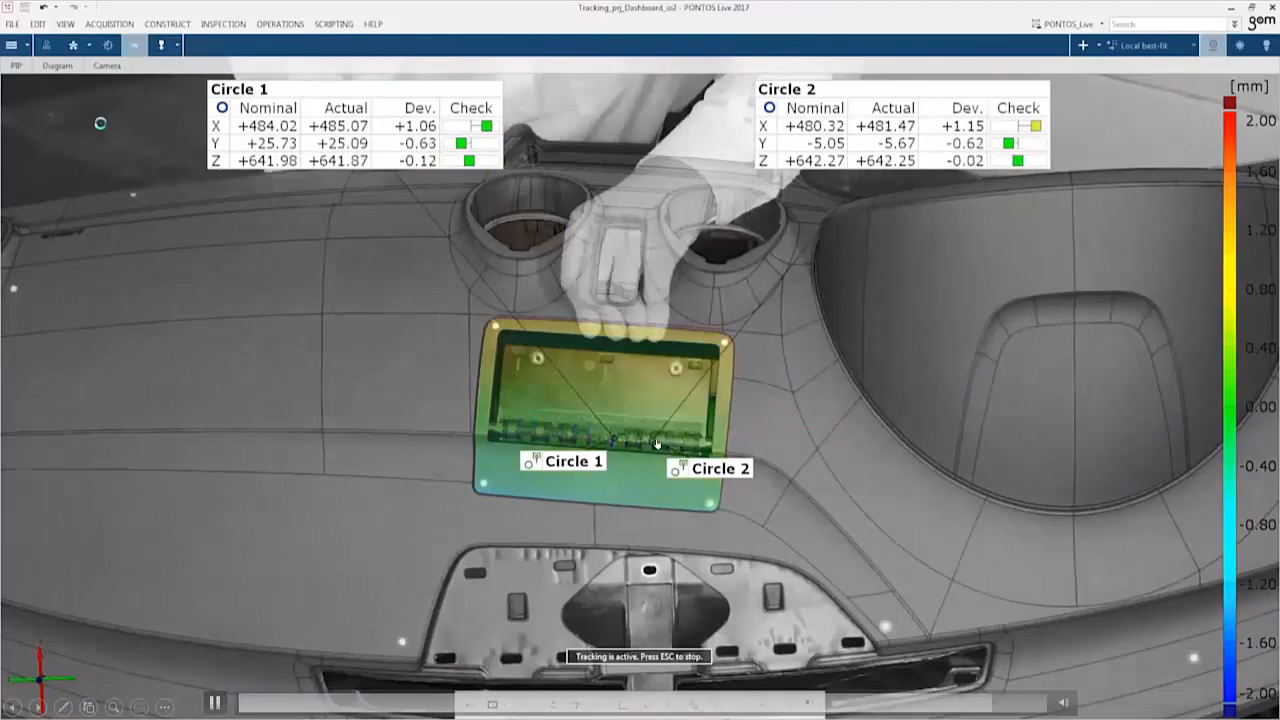 Tracking_prj_Dashboard_io2 - PONTOS Live 2017
FILE EDIT VIEW ACQUISITION CONSTRUCT INSPECTION OPERATIONS SCRIPTING HELP
PONTOS_Live Search
gom
Local best-fit
PIP Diagram Camera
Circle 1
Nominal Actual Dev. Check
X +484.02 +485.07 +1.06
Y +25.73 +25.09 -0.63
Z +641.98 +641.87 -0.12
Circle 2
Nominal Actual Dev. Check
X +480.32 +481.47 +1.15
Y -5.05 -5.67 -0.62
Z +642.27 +642.25 -0.02
[mm]
2.00
1.60
1.20
0.80
0.40
0.00
-0.40
-0.80
-1.20
-1.60
-2.00
Circle 1
Circle 2
Tracking is active. Press ESC to stop.